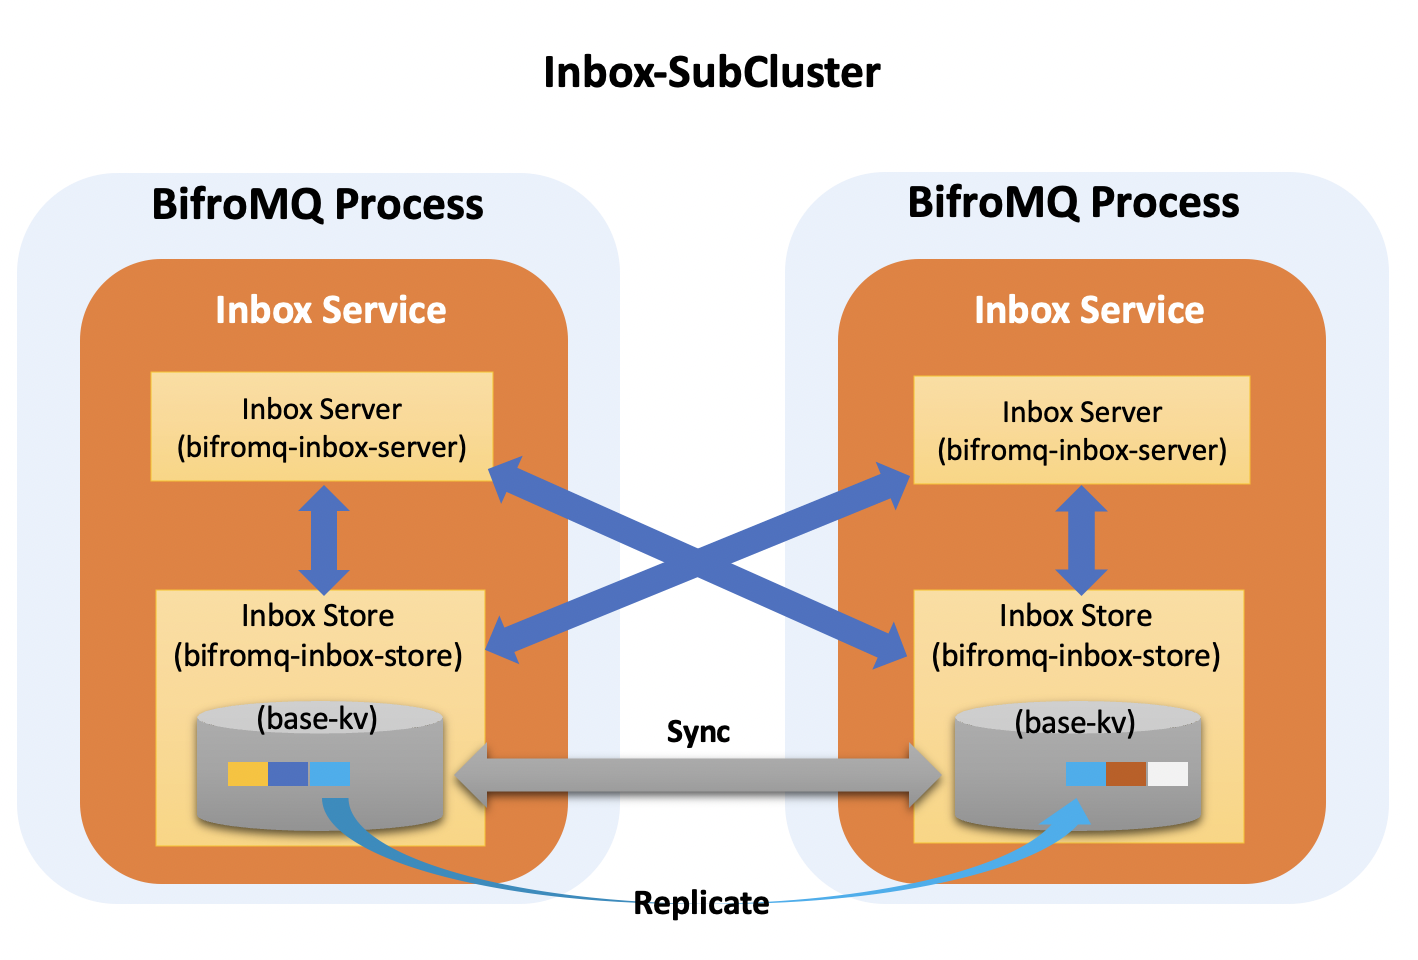 Inbox-SubCluster
BifroMQ Process
Inbox Service
Inbox Server
(bifromq-inbox-server)
Inbox Store
(bifromq-inbox-store)
(base-kv)
BifroMQ Process
Inbox Service
Inbox Server
(bifromq-inbox-server)
Inbox Store
(bifromq-inbox-store)
(base-kv)
Sync
Replicate